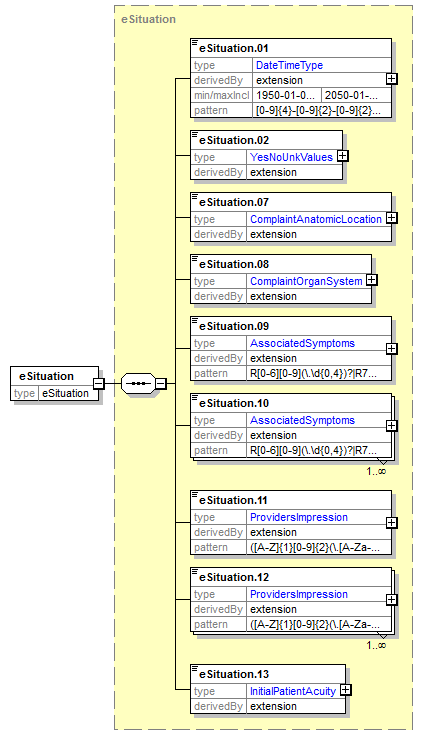 eSituation
eSituation.01
type DateTimeType
derivedBy extension
min/maxIncl 1950-01-0... 2050-01-...
pattern [0-9]{4}-[0-9]{2}-[0-9]{2}...
eSituation.02
type YesNoUnkValues
derivedBy extension
eSituation.07
type ComplaintAnatomicLocation
derivedBy extension
eSituation.08
type ComplaintOrganSystem
derivedBy extension
eSituation.09
type AssociatedSymptoms
derivedBy extension
pattern R[0-6][0-9](\.\d{0,4})?|R7...
eSituation
type eSituation
eSituation.10
type AssociatedSymptoms
derivedBy extension
pattern R[0-6][0-9](\.\d{0,4})?|R7...
1..∞
eSituation.11
type ProvidersImpression
derivedBy extension
pattern ([A-Z]{1}[0-9]{2}(\.[A-Za-...
eSituation.12
type ProvidersImpression
derivedBy extension
pattern ([A-Z]{1}[0-9]{2}(\.[A-Za-...
1..∞
eSituation.13
type InitialPatientAcuity
derivedBy extension